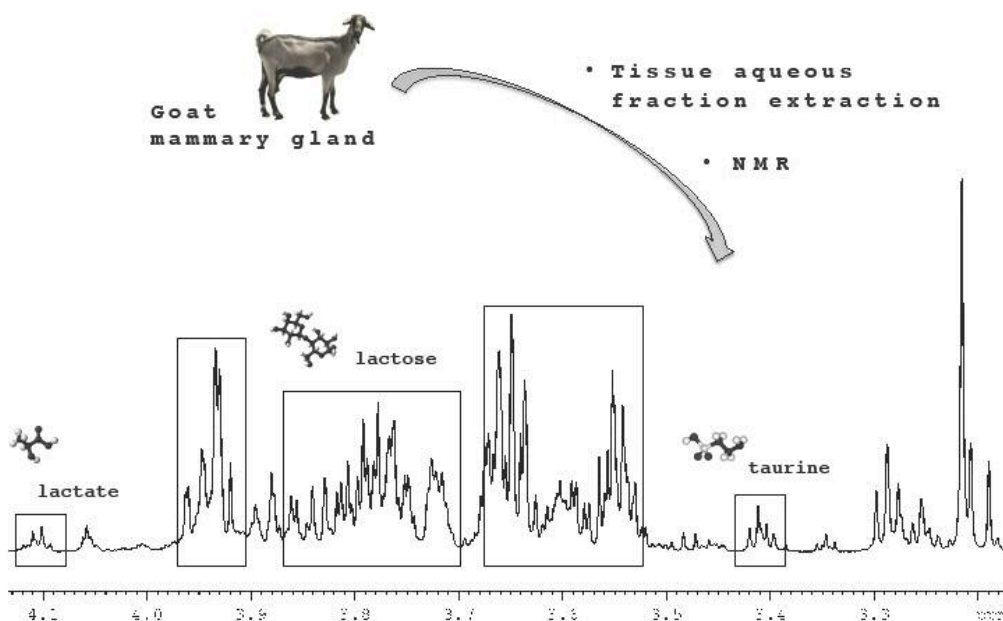 • Tissue aqueous
fraction extraction
Goat
mammary gland
• NMR
lactose
taurine
lactate
4.1 4.0 3.9 3.8 3.7 3.6 3.5 3.4 3.3